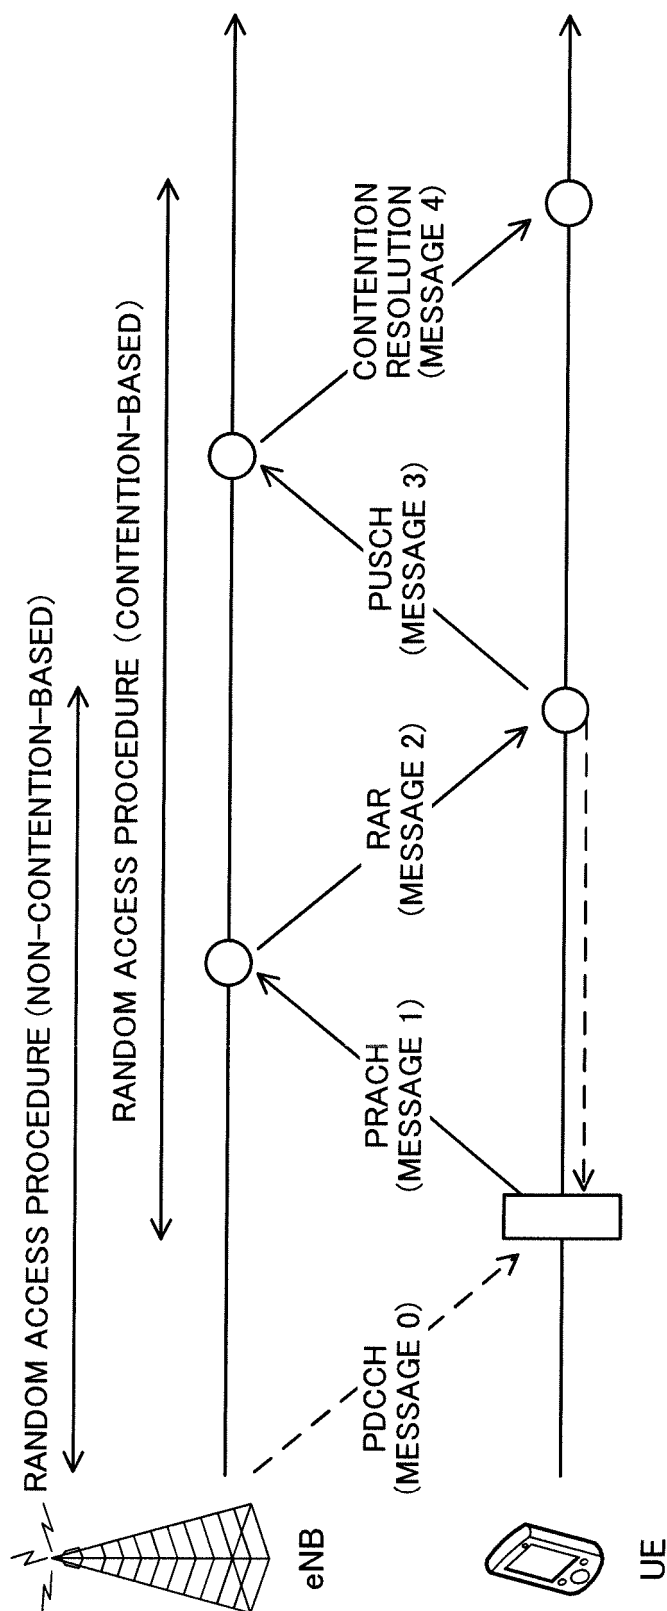 RANDOM ACCESS PROCEDURE (NON-CONTENTION-BASED)
RANDOM ACCESS PROCEDURE (CONTENTION-BASED)
eNB
PDCCH
(MESSAGE 0)
PRACH
(MESSAGE 1)
RAR
(MESSAGE 2)
PUSCH
(MESSAGE 3)
CONTENTION
RESOLUTION
(MESSAGE 4)
UE